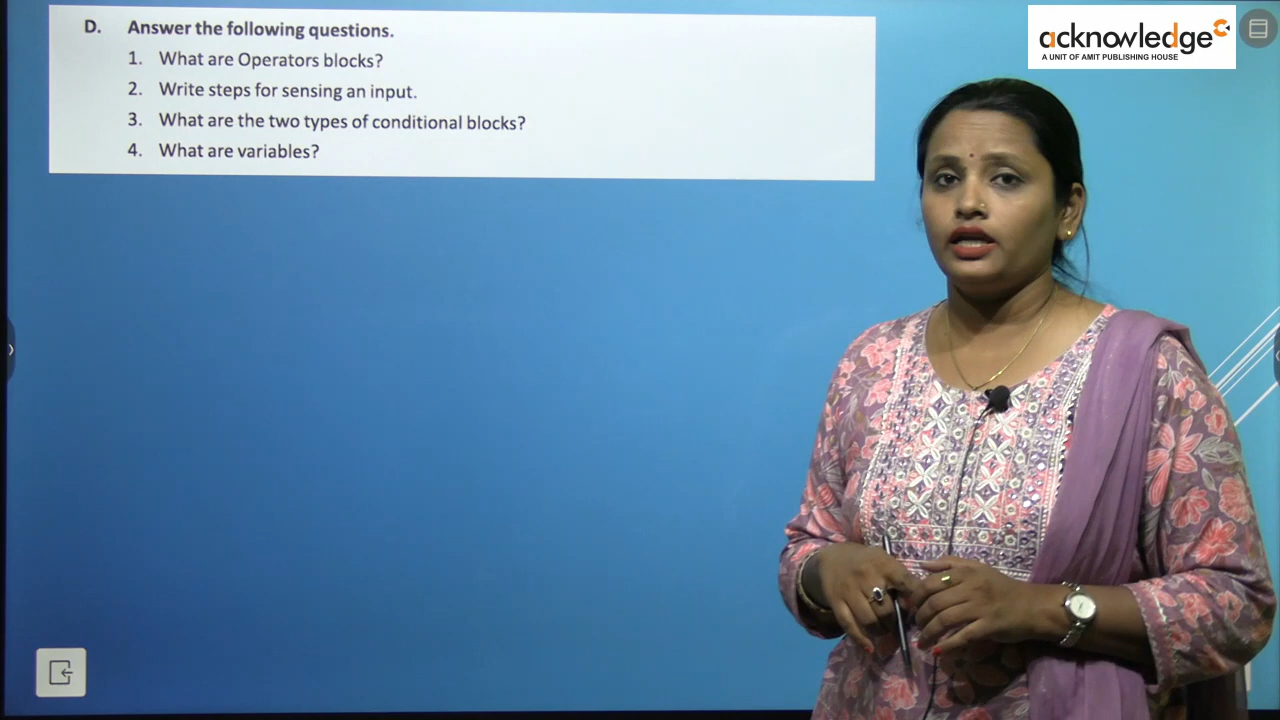 D. Answer the following questions.
1. What are Operators blocks?
2. Write steps for sensing an input.
3. What are the two types of conditional blocks?
4. What are variables?
acknowledge
A UNIT OF AMIT PUBLISHING HOUSE